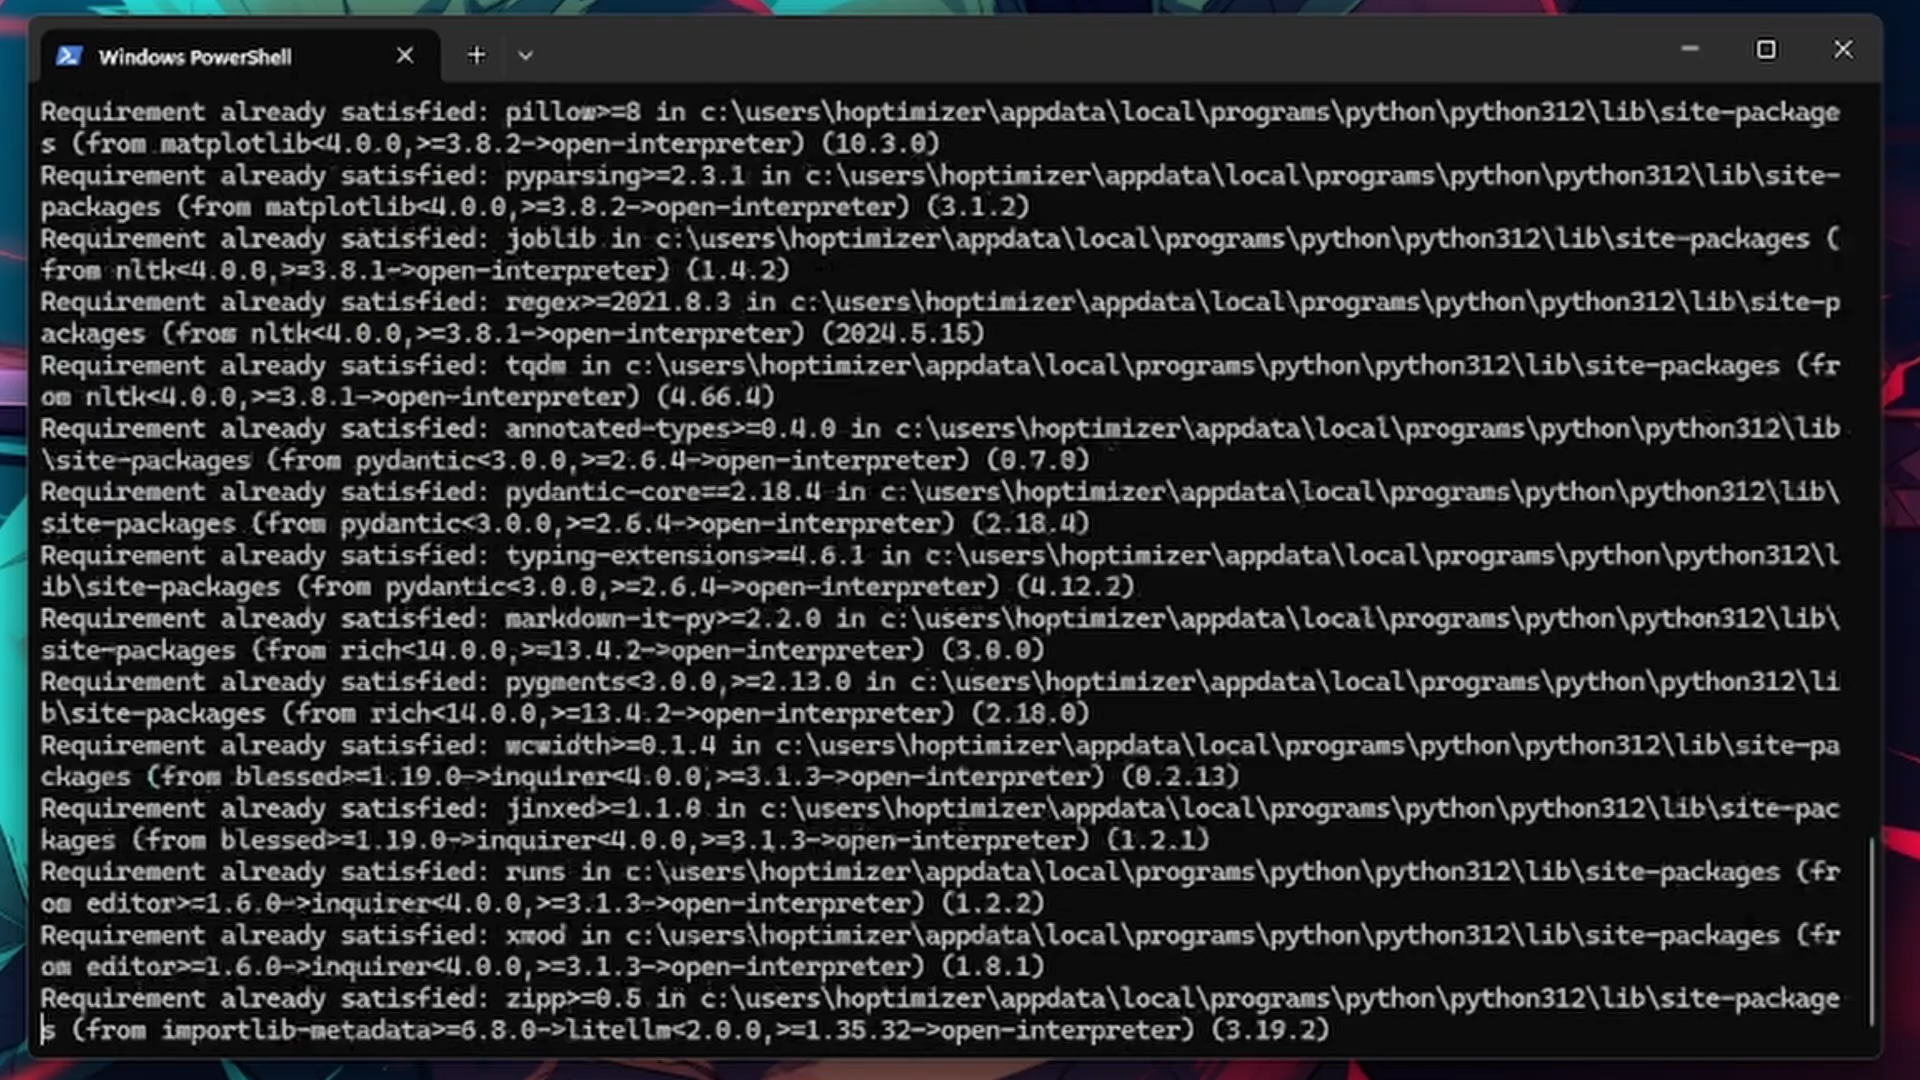 Windows PowerShell
Requirement already satisfied: pillow>=8 in c:\users\hoptimizer\appdata\local\programs\python\python312\lib\site-package
s (from matplotlib<4.0.0,>=3.8.2->open-interpreter) (10.3.0)
Requirement already satisfied: pyparsing>=2.3.1 in c:\users\hoptimizer\appdata\local\programs\python\python312\lib\site-
packages (from matplotlib<4.0.0,>=3.8.2->open-interpreter) (3.1.2)
Requirement already satisfied: joblib in c:\users\hoptimizer\appdata\local\programs\python\python312\lib\site-packages (
from nltk<4.0.0,>=3.8.1->open-interpreter) (1.4.2)
Requirement already satisfied: regex>=2021.8.3 in c:\users\hoptimizer\appdata\local\programs\python\python312\lib\site-p
ackages (from nltk<4.0.0,>=3.8.1->open-interpreter) (2024.5.15)
Requirement already satisfied: tqdm in c:\users\hoptimizer\appdata\local\programs\python\python312\lib\site-packages (fr
om nltk<4.0.0,>=3.8.1->open-interpreter) (4.66.4)
Requirement already satisfied: annotated-types>=0.4.0 in c:\users\hoptimizer\appdata\local\programs\python\python312\lib
\site-packages (from pydantic<3.0.0,>=2.6.4->open-interpreter) (0.7.0)
Requirement already satisfied: pydantic-core==2.18.4 in c:\users\hoptimizer\appdata\local\programs\python\python312\lib\
site-packages (from pydantic<3.0.0,>=2.6.4->open-interpreter) (2.18.4)
Requirement already satisfied: typing-extensions>=4.6.1 in c:\users\hoptimizer\appdata\local\programs\python\python312\l
ib\site-packages (from pydantic<3.0.0,>=2.6.4->open-interpreter) (4.12.2)
Requirement already satisfied: markdown-it-py>=2.2.0 in c:\users\hoptimizer\appdata\local\programs\python\python312\lib\
site-packages (from rich<14.0.0,>=13.4.2->open-interpreter) (3.0.0)
Requirement already satisfied: pygments<3.0.0,>=2.13.0 in c:\users\hoptimizer\appdata\local\programs\python\python312\li
b\site-packages (from rich<14.0.0,>=13.4.2->open-interpreter) (2.18.0)
Requirement already satisfied: wcwidth>=0.1.4 in c:\users\hoptimizer\appdata\local\programs\python\python312\lib\site-pa
ckages (from blessed>=1.19.0->inquirer<4.0.0,>=3.1.3->open-interpreter) (0.2.13)
Requirement already satisfied: jinxed>=1.1.0 in c:\users\hoptimizer\appdata\local\programs\python\python312\lib\site-pac
kages (from blessed>=1.19.0->inquirer<4.0.0,>=3.1.3->open-interpreter) (1.2.1)
Requirement already satisfied: runs in c:\users\hoptimizer\appdata\local\programs\python\python312\lib\site-packages (fr
om editor>=1.6.0->inquirer<4.0.0,>=3.1.3->open-interpreter) (1.2.2)
Requirement already satisfied: xmod in c:\users\hoptimizer\appdata\local\programs\python\python312\lib\site-packages (fr
om editor>=1.6.0->inquirer<4.0.0,>=3.1.3->open-interpreter) (1.8.1)
Requirement already satisfied: zipp>=0.5 in c:\users\hoptimizer\appdata\local\programs\python\python312\lib\site-package
s (from importlib-metadata>=6.8.0->litellm<2.0.0,>=1.35.32->open-interpreter) (3.19.2)